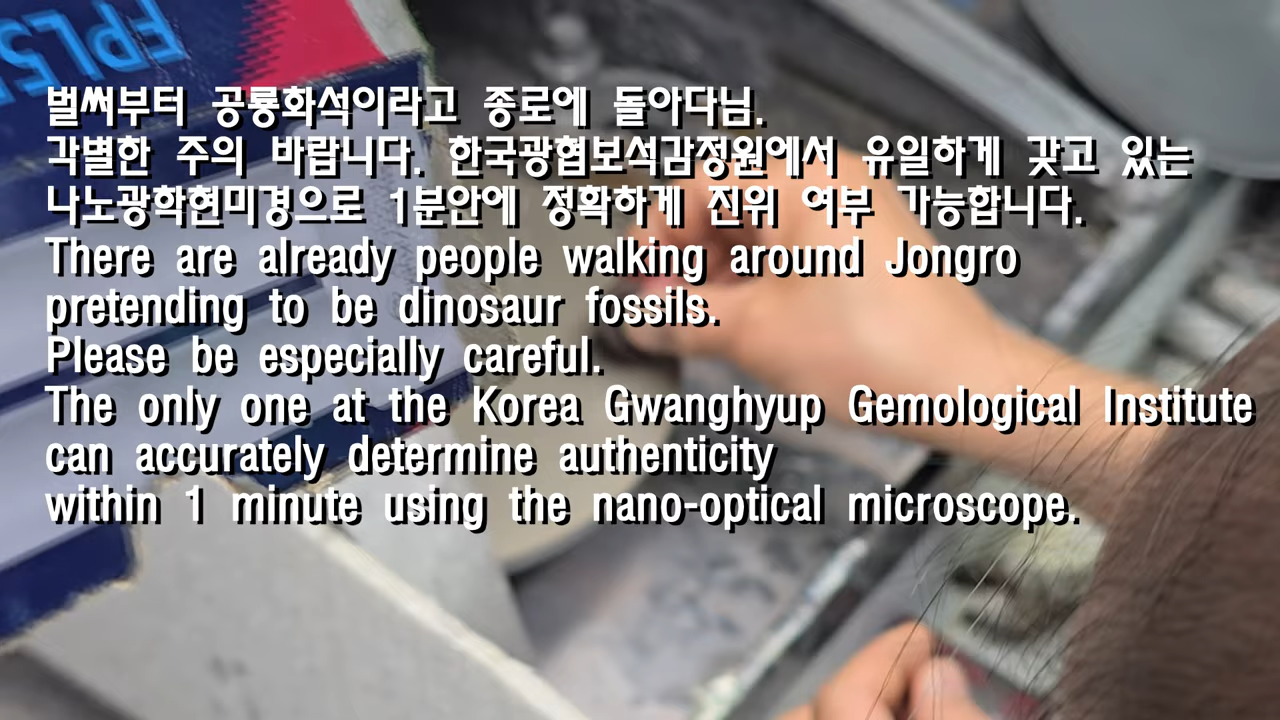 FPL5
벌써부터 공룡화석이라고 종로에 돌아다님.
각별한 주의 바랍니다. 한국광협보석감정원에서 유일하게 갖고 있는
나노광학현미경으로 1분안에 정확하게 진위 여부 가능합니다.
There are already people walking around Jongro
pretending to be dinosaur fossils.
Please be especially careful.
The only one at the Korea Gwanghyup Gemological Institute
can accurately determine authenticity
within 1 minute using the nano-optical microscope.